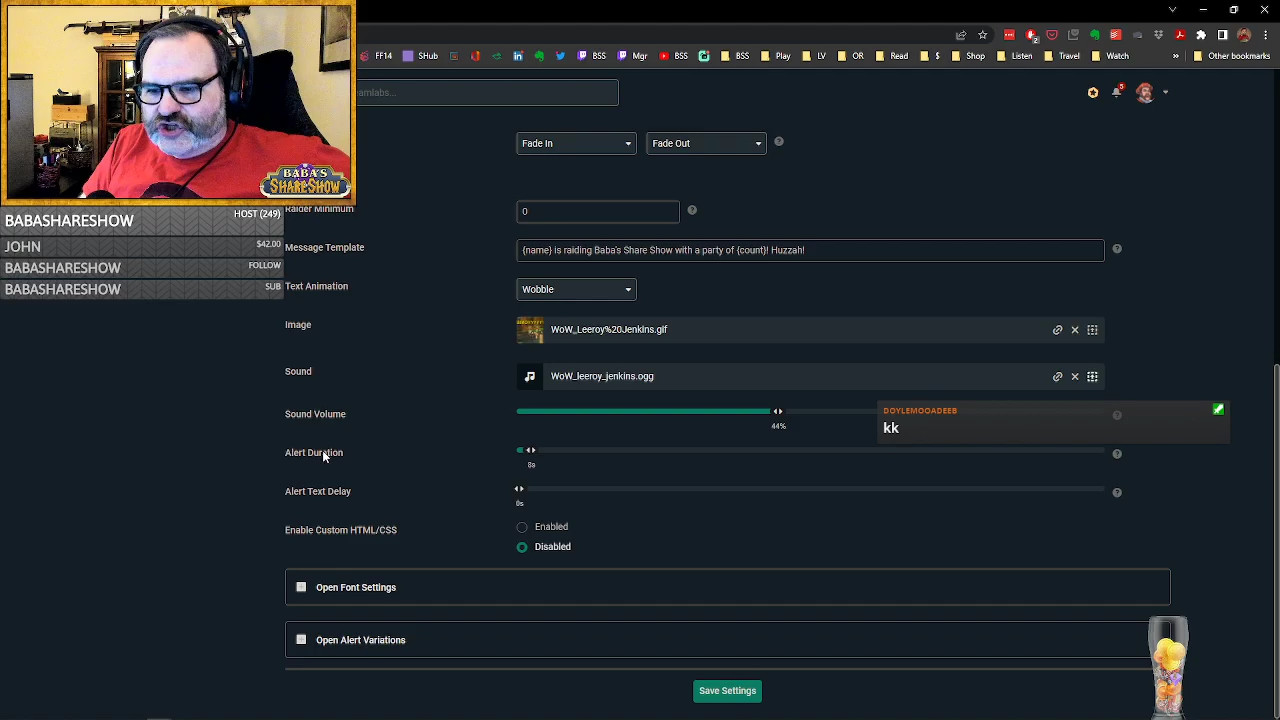 FF14
SHub
BSS
Mgr
BSS
BSS
Play
LV
OR
Read
$
Shop
Listen
Travel
Watch
»
Other bookmarks
eamlabs...
5
BABA'S
SHARESHOW
Fade In
Fade Out
BABASHARESHOW HOST (249)
JOHN $42.00
BABASHARESHOW FOLLOW
BABASHARESHOW SUB
Raider Minimum
0
Message Template
{name} is raiding Baba's Share Show with a party of {count}! Huzzah!
Text Animation
Wobble
Image
WoW_Leeroy%20Jenkins.gif
Sound
WoW_leeroy_jenkins.ogg
Sound Volume
44%
DOYLEMOOADEEB
kk
Alert Duration
8s
Alert Text Delay
0s
Enable Custom HTML/CSS
Enabled
Disabled
Open Font Settings
Open Alert Variations
Save Settings